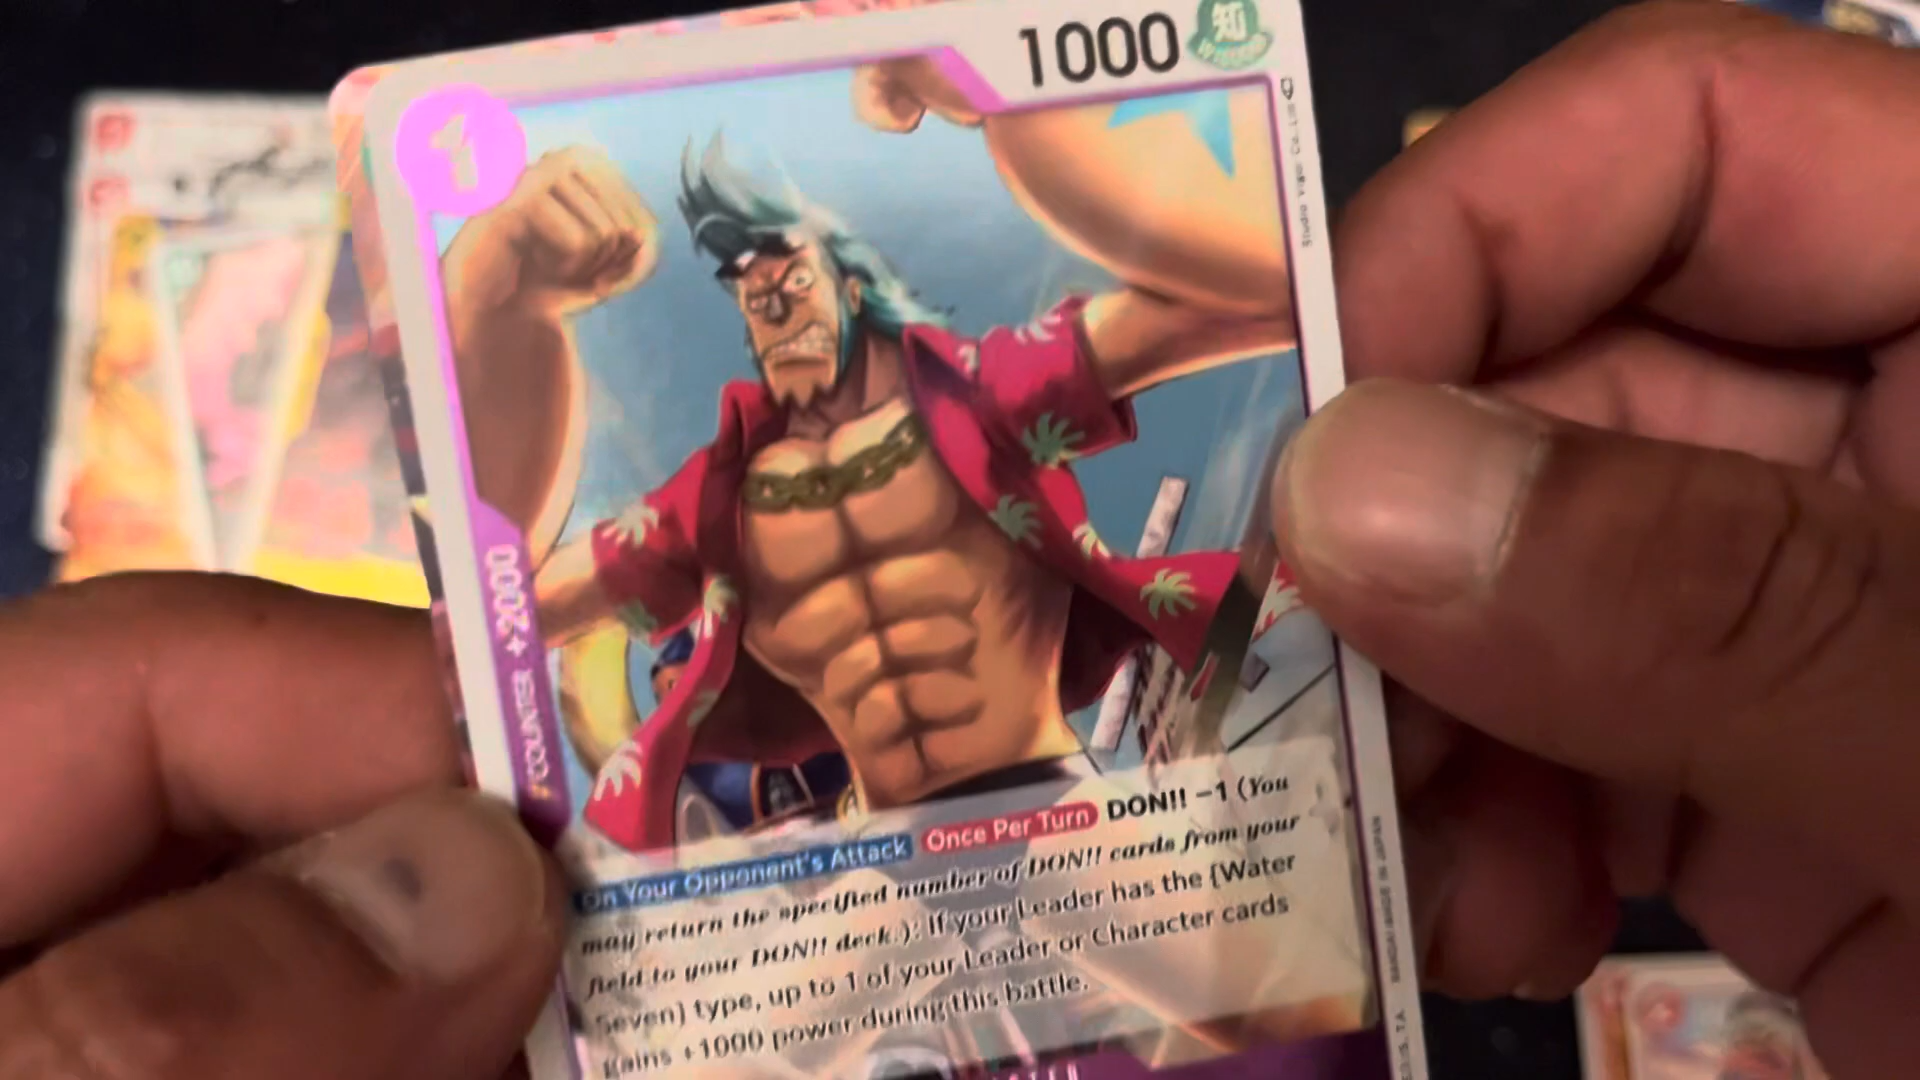 1000
知
WISDOM
1
COUNTER +2000
On Your Opponent's Attack Once Per Turn DON!! −1 (You
may return the specified number of DON!! cards from your
field to your DON!! deck.): If your Leader has the {Water
Seven} type, up to 1 of your Leader or Character cards
gains +1000 power during this battle.